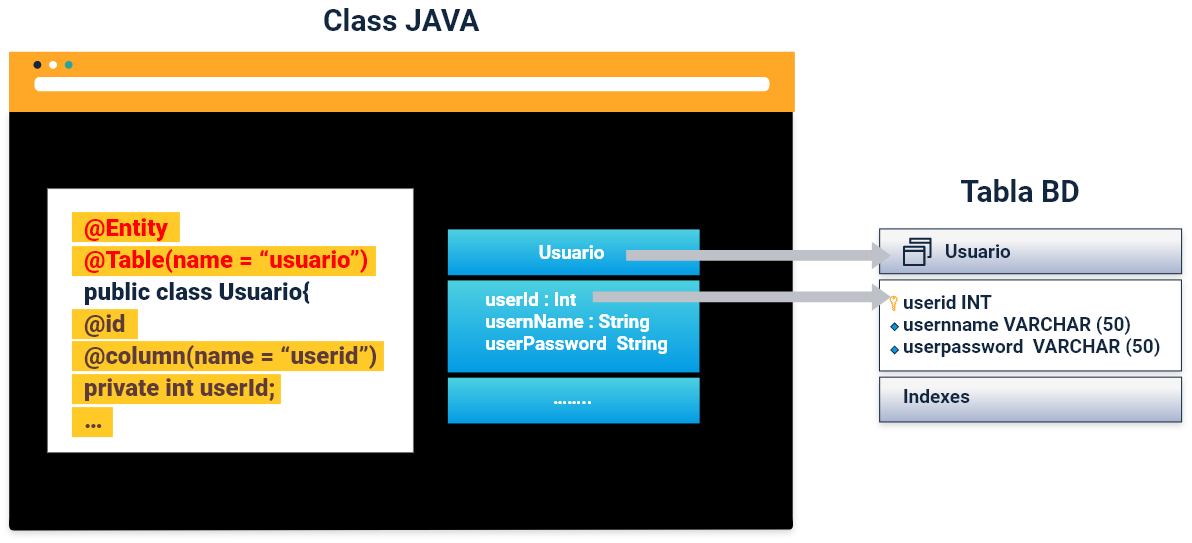 Class JAVA
@Entity
@Table(name = “usuario”)
public class Usuario{
@id
@column(name = “userid”)
private int userId;
...
Usuario
userId : Int
usernName : String
userPassword  String
........
Tabla BD
Usuario
userid INT
usernname VARCHAR (50)
userpassword  VARCHAR (50)
Indexes